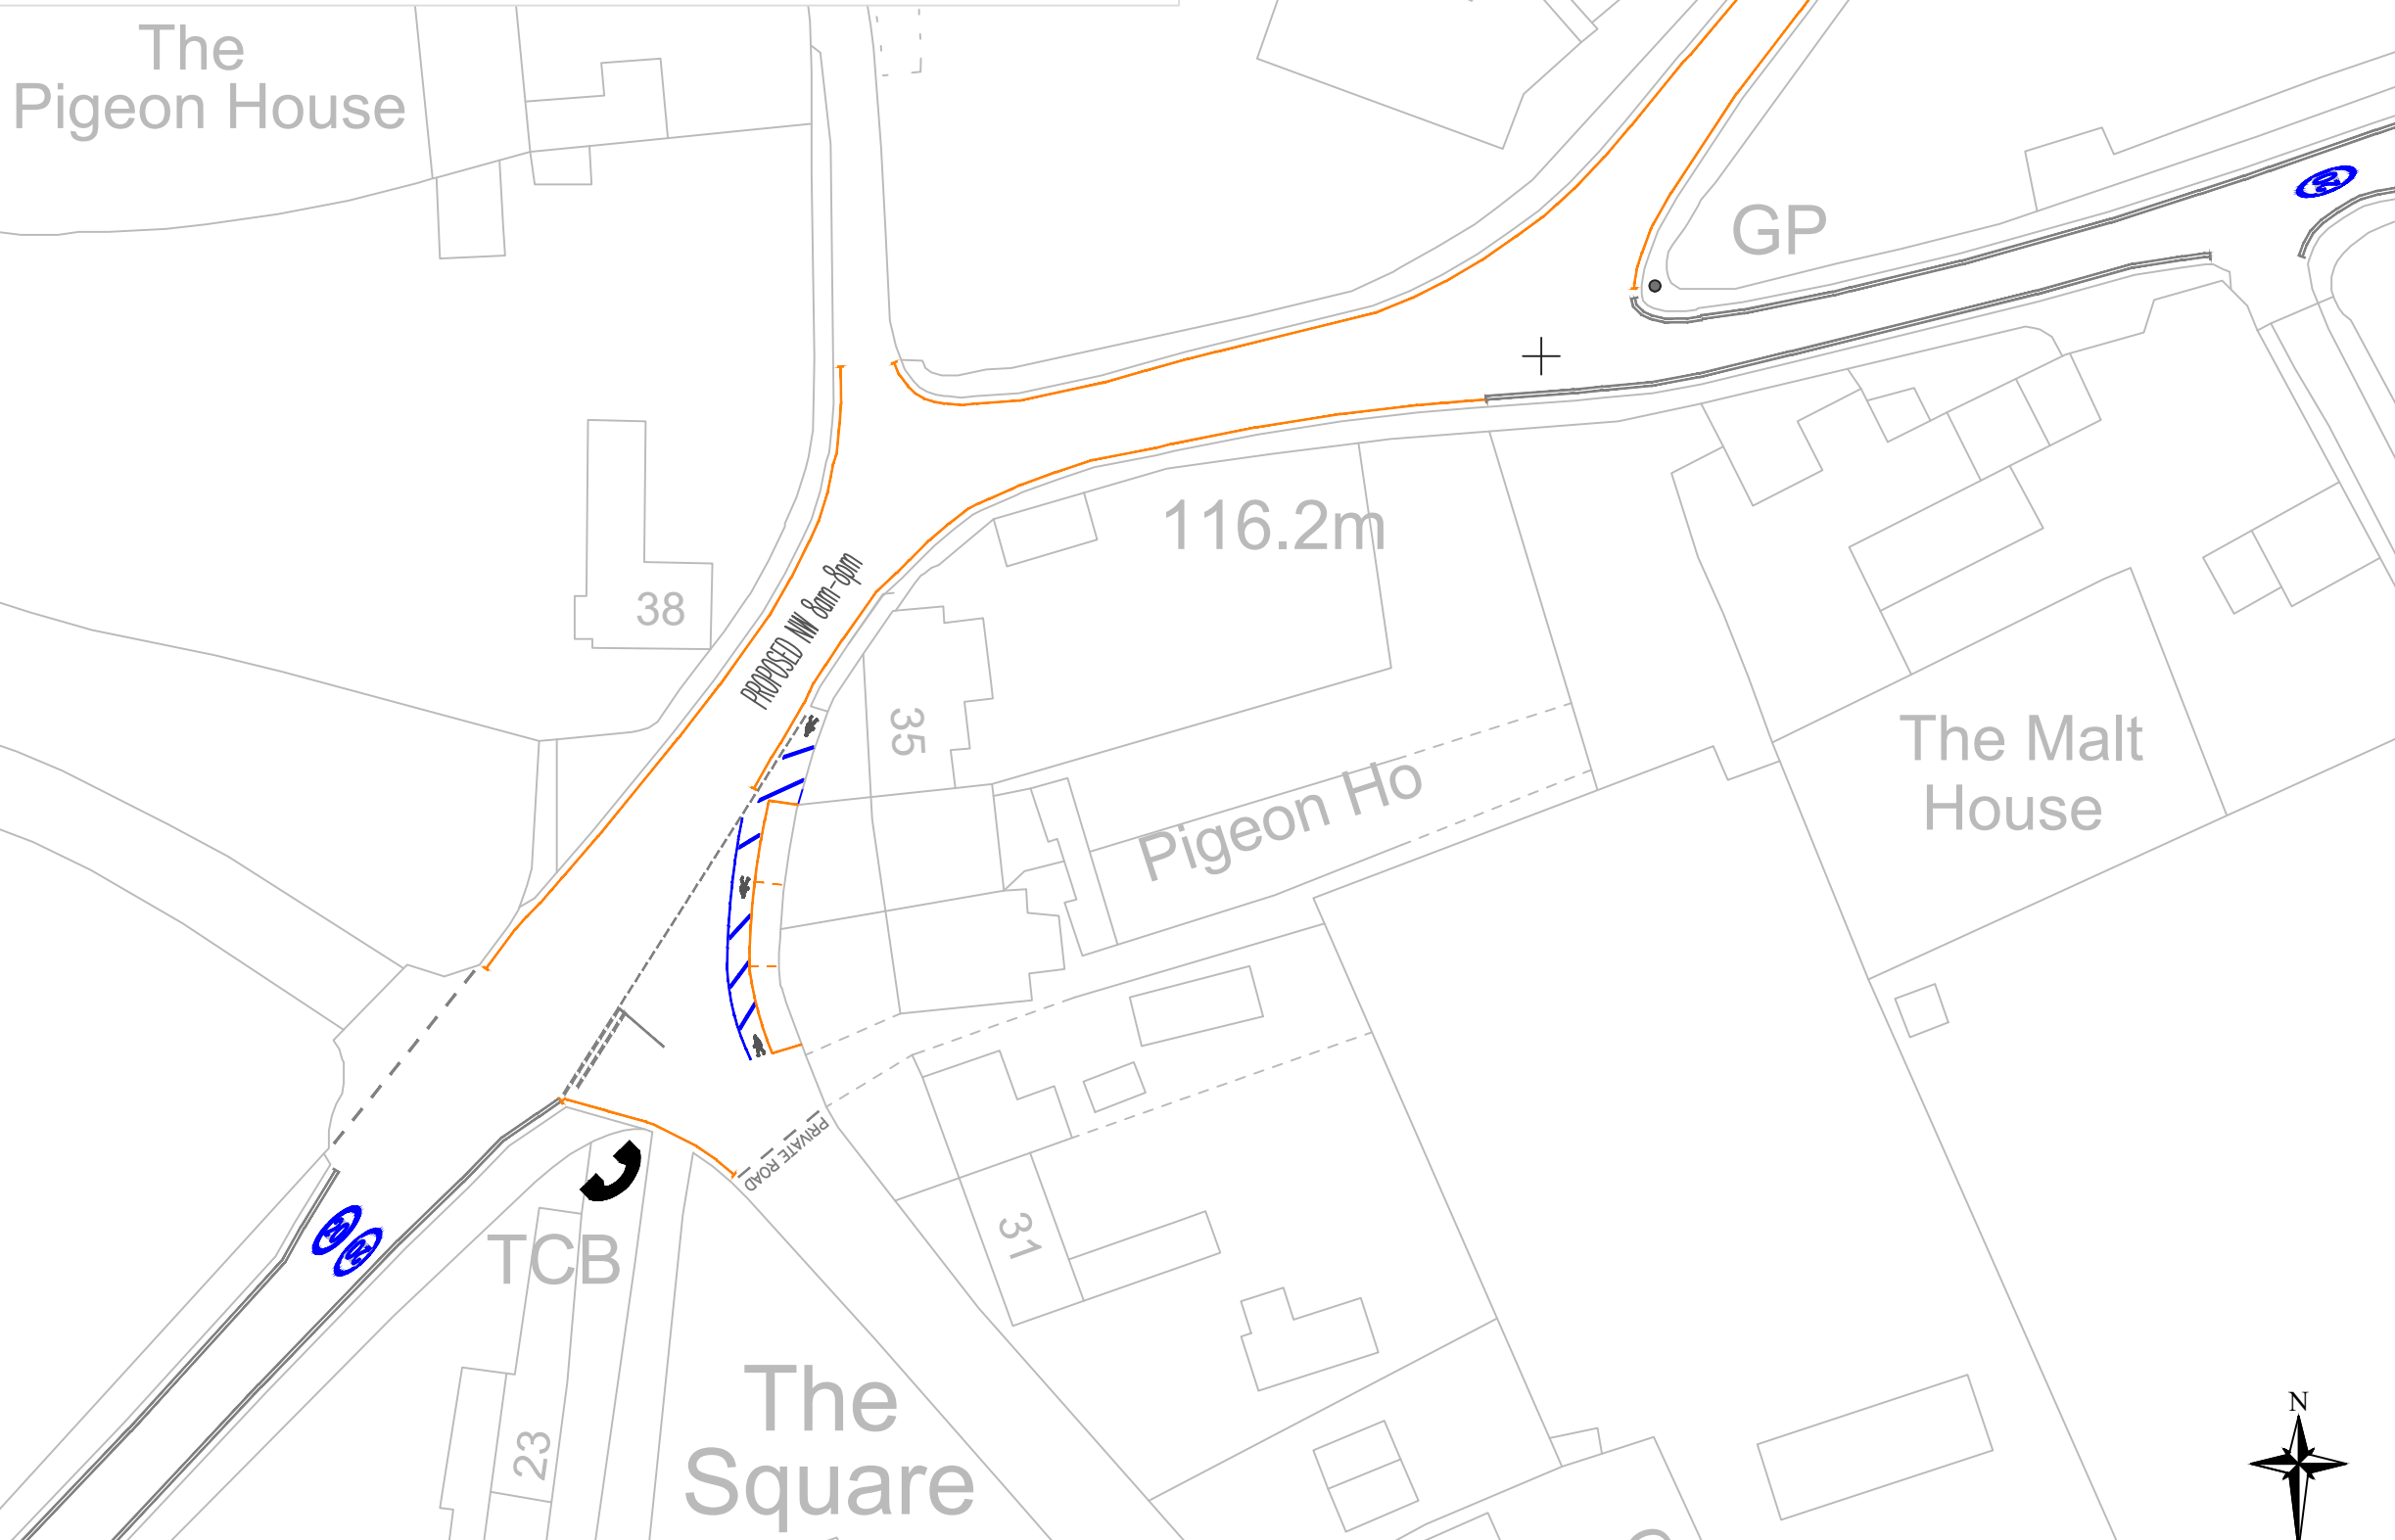 The
Pigeon House
GP
116.2m
38
PROPOSED NW 8am-8pm
35
The Malt
House
Pigeon Ho
PRIVATE ROAD
31
TCB
23
The
Square
N